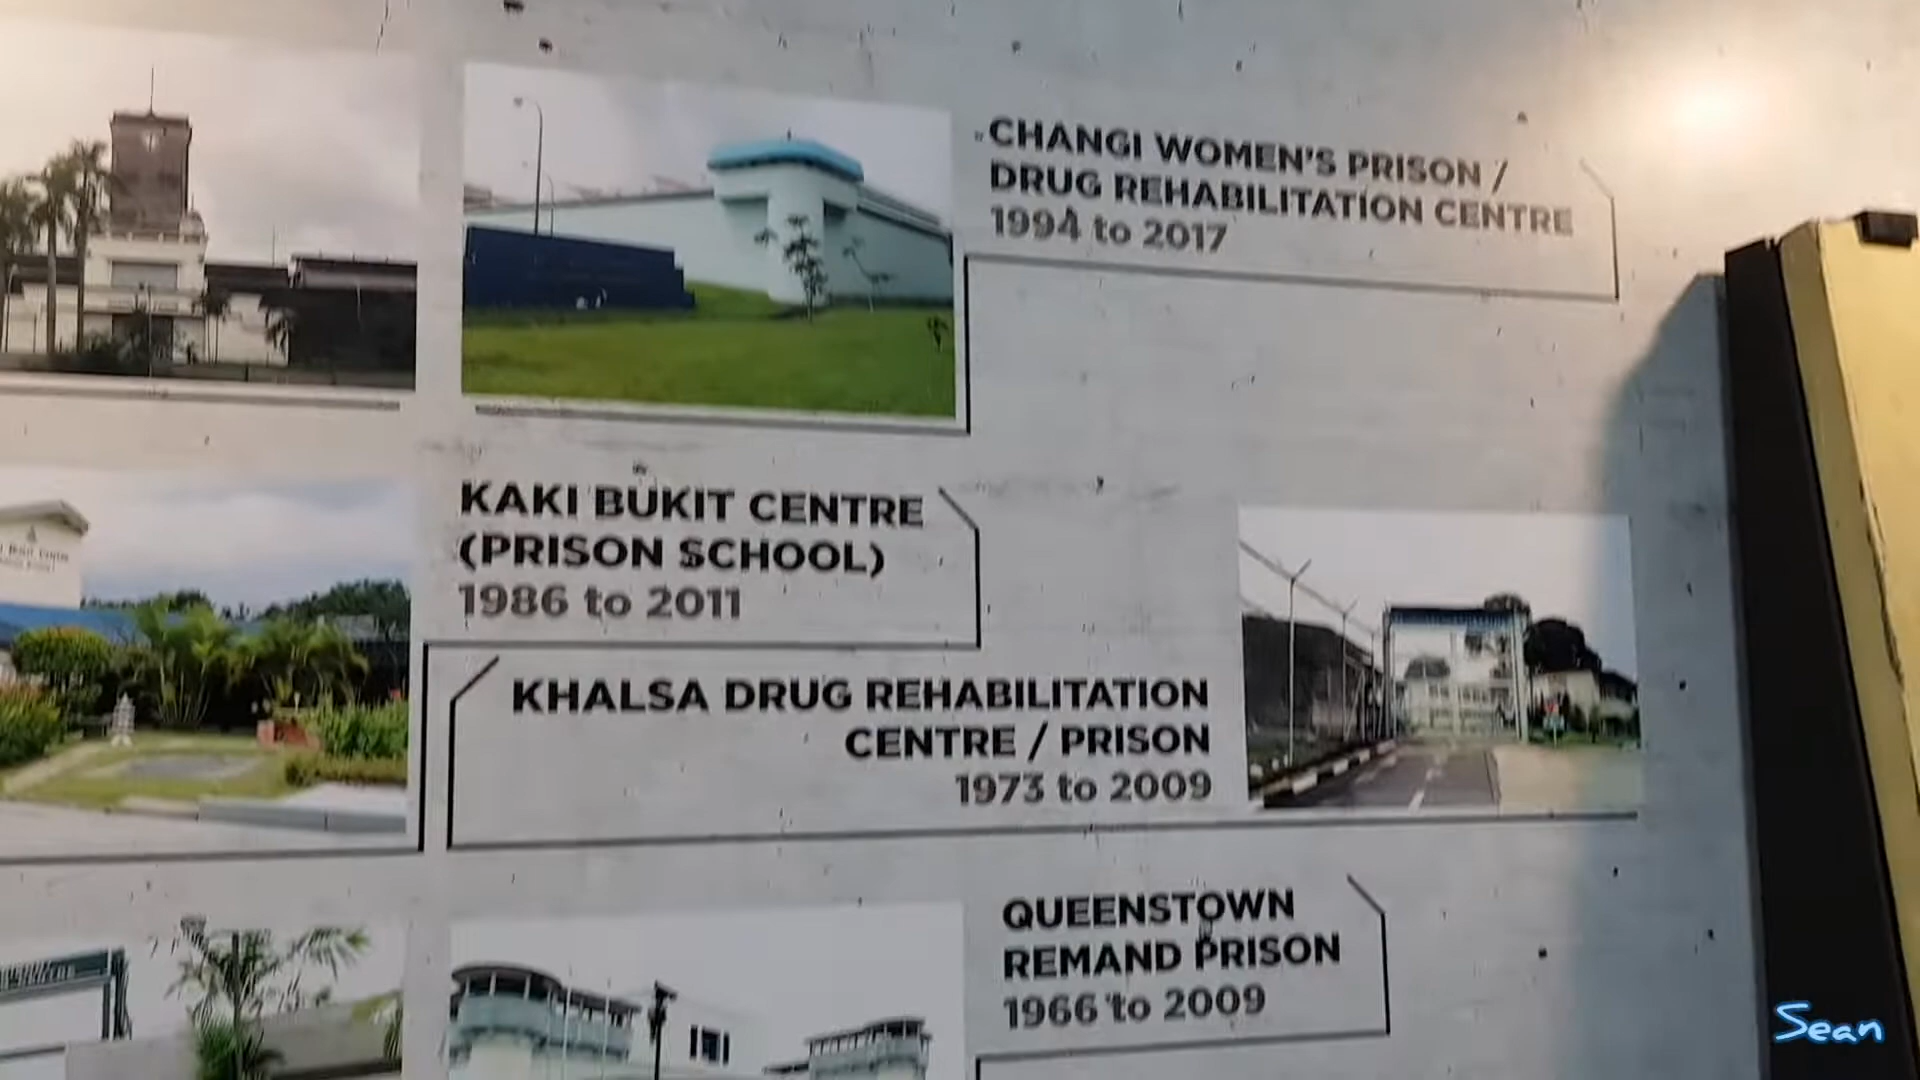 CHANGI WOMEN'S PRISON /
DRUG REHABILITATION CENTRE
1994 to 2017
KAKI BUKIT CENTRE
(PRISON SCHOOL)
1986 to 2011
KHALSA DRUG REHABILITATION
CENTRE / PRISON
1973 to 2009
QUEENSTOWN
REMAND PRISON
1966 to 2009
Sean